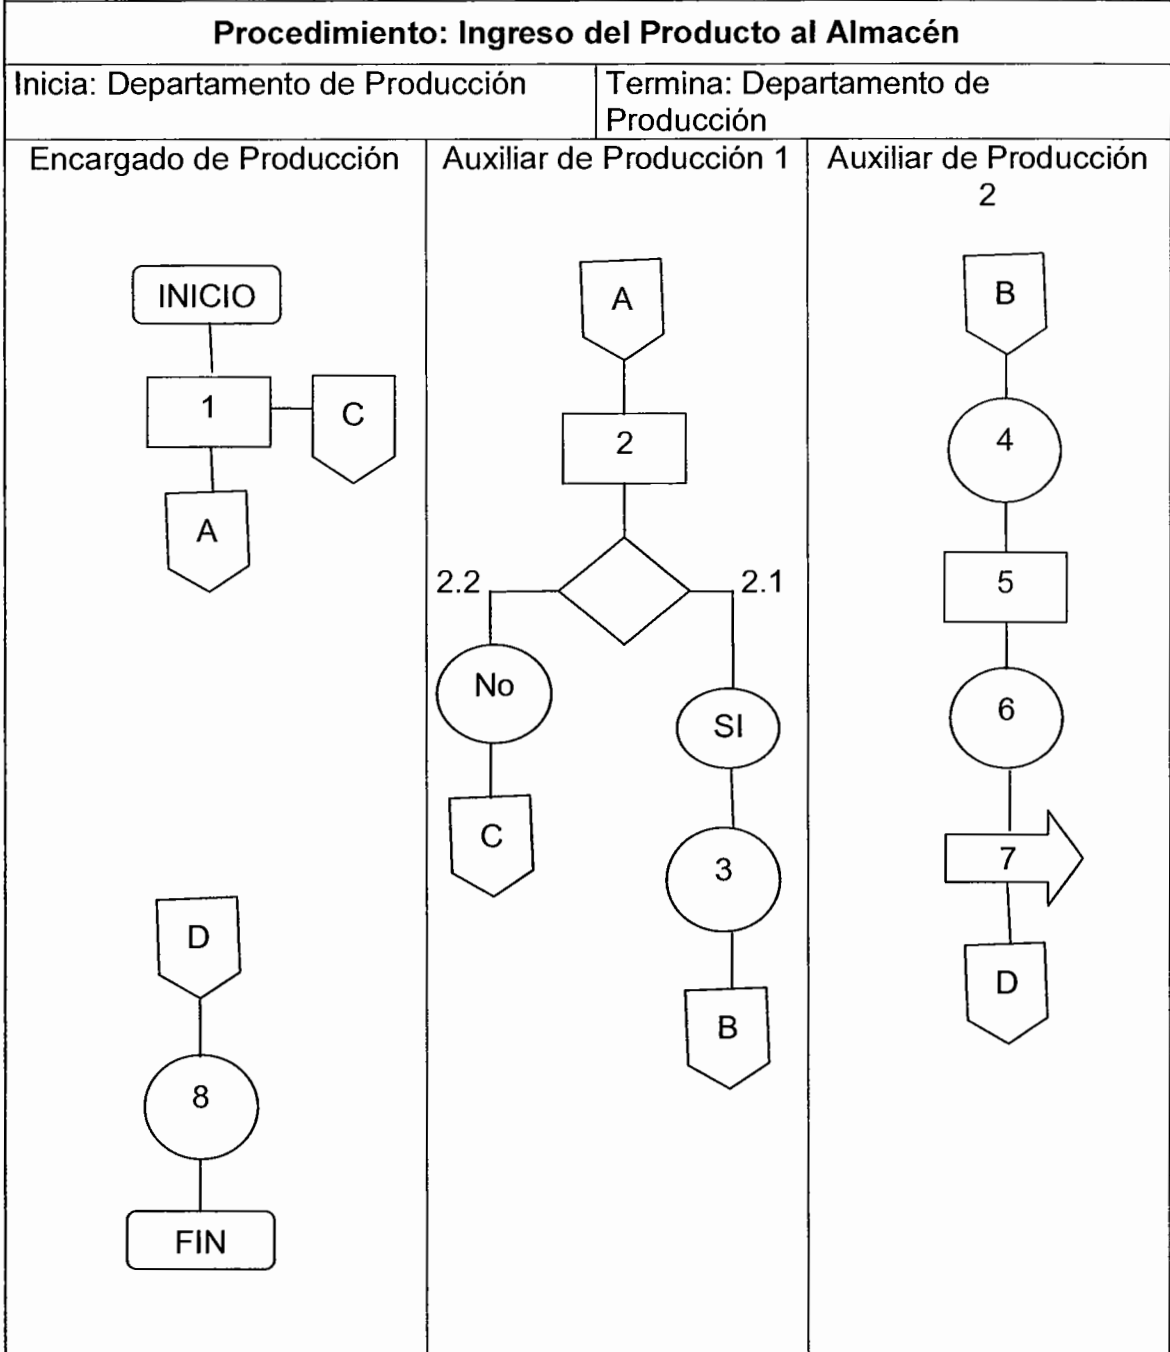 Procedimiento: Ingreso del Producto al Almacén
Inicia: Departamento de Producción
Termina: Departamento de
Producción
Encargado de Producción
INICIO
1
C
A
D
8
FIN
Auxiliar de Producción 1
A
2
2.2
2.1
No
SI
C
3
B
Auxiliar de Producción
2
B
4
5
6
7
D